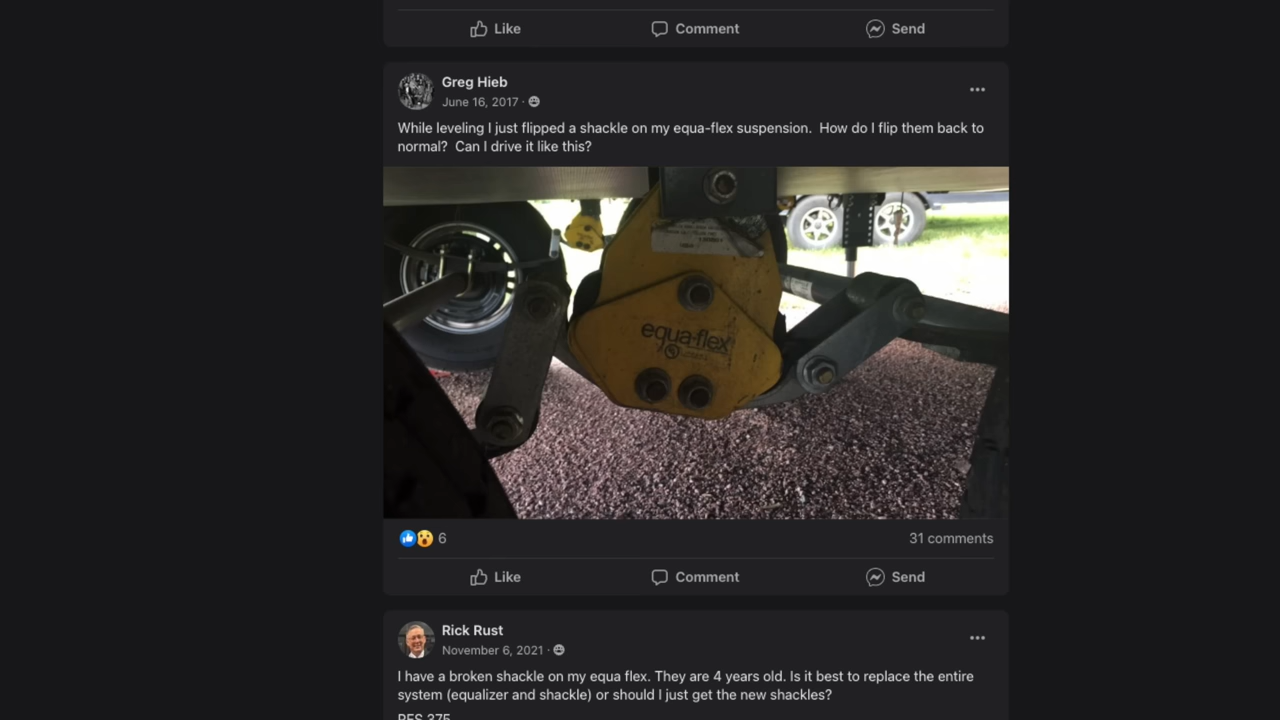 Like Comment Send
Greg Hieb
June 16, 2017 ·
While leveling I just flipped a shackle on my equa-flex suspension.  How do I flip them back to
normal?  Can I drive it like this?
equa-flex
6 31 comments
Like Comment Send
Rick Rust
November 6, 2021 ·
I have a broken shackle on my equa flex. They are 4 years old. Is it best to replace the entire
system (equalizer and shackle) or should I just get the new shackles?
RFS 375